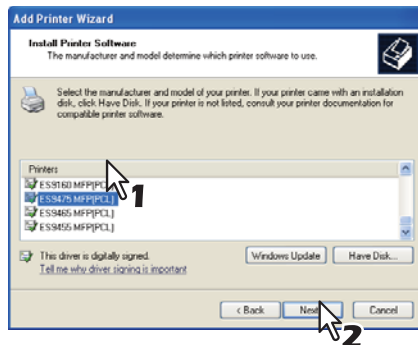 Add Printer Wizard
Install Printer Software
The manufacturer and model determine which printer software to use.
Select the manufacturer and model of your printer. If your printer came with an installation
disk, click Have Disk. If your printer is not listed, consult your printer documentation for
compatible printer software.
Printers
ES9160 MFP(PCL)
1
ES9475 MFP(PCL)
ES9465 MFP(PCL)
ES9455 MFP(PCL)
This driver is digitally signed.
Windows Update
Have Disk...
Tell me why driver signing is important
< Back
Next
Cancel
2